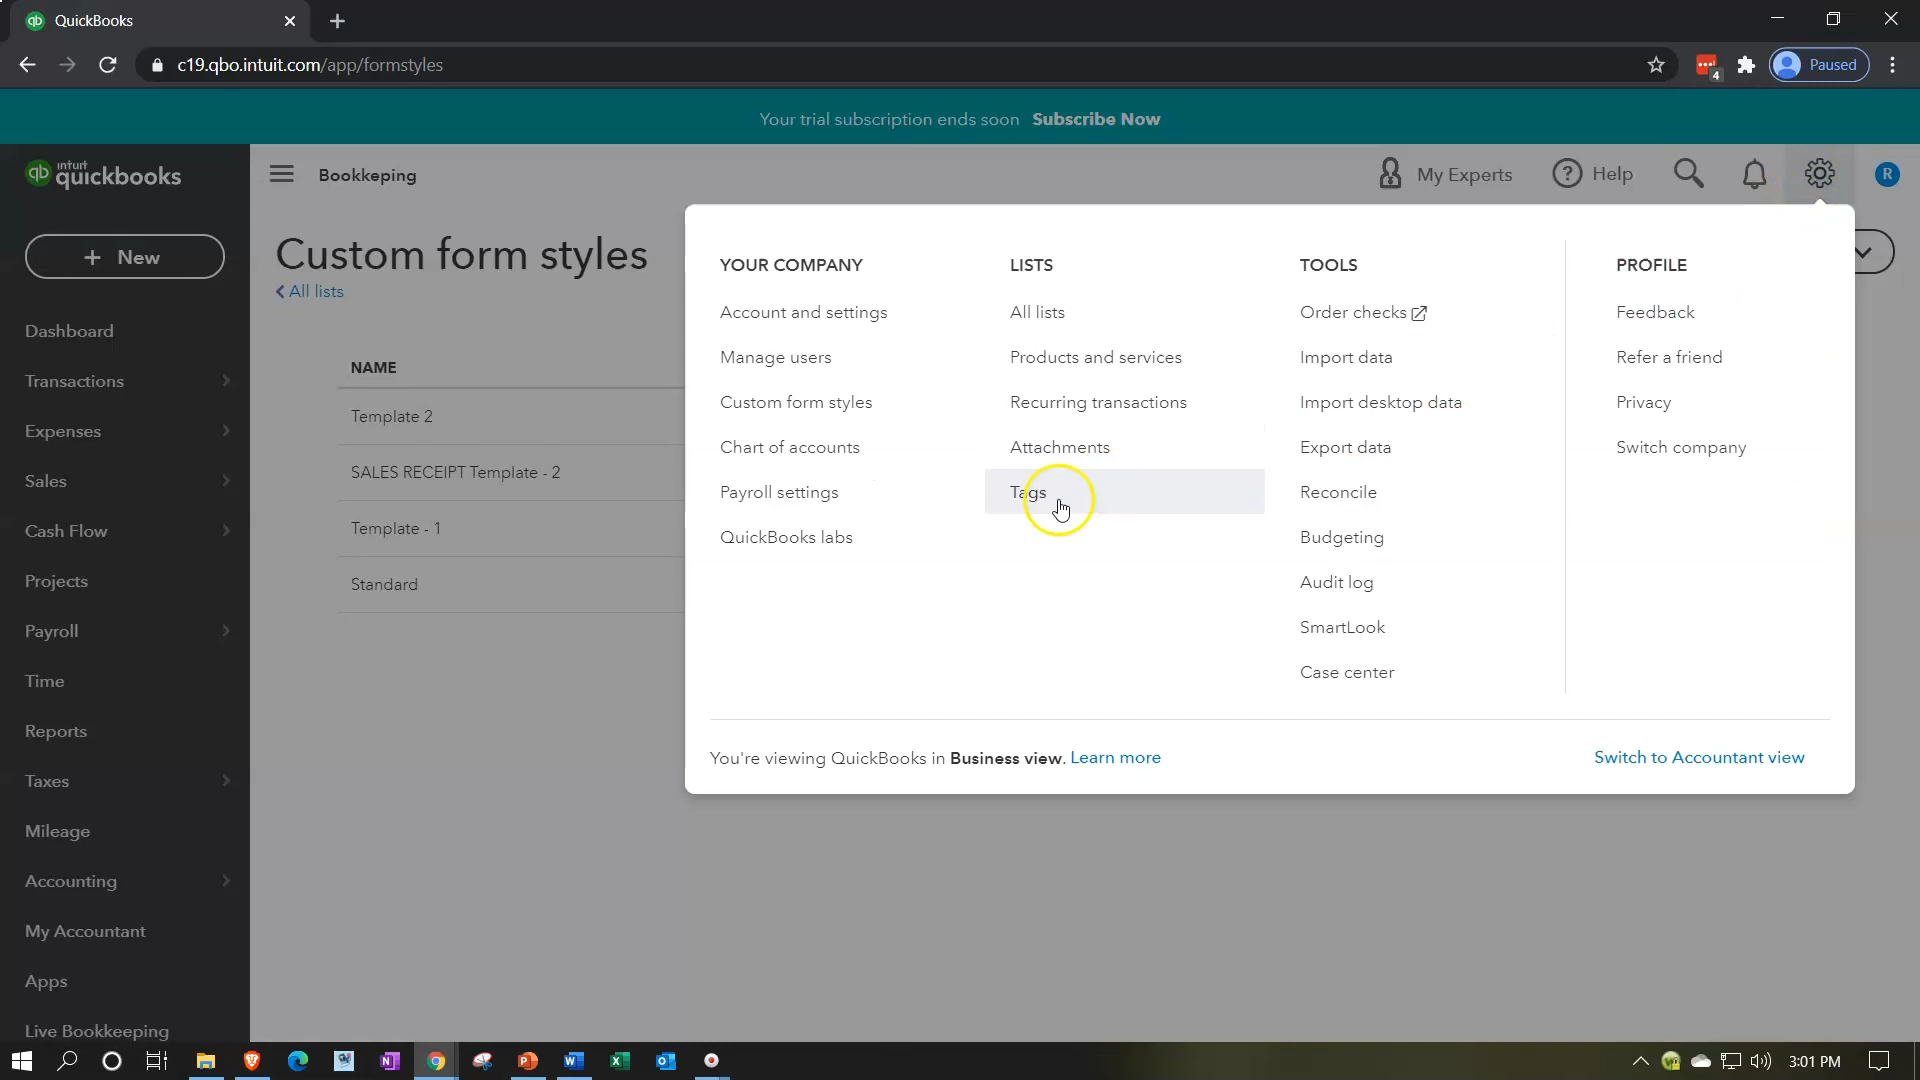 QuickBooks
c19.qbo.intuit.com/app/formstyles
4
Paused
Your trial subscription ends soon Subscribe Now
qb intuit quickbooks
Bookkeping
My Experts
? Help
R
+ New
Custom form styles
All lists
Dashboard
Transactions
Expenses
Sales
Cash Flow
Projects
Payroll
Time
Reports
Taxes
Mileage
Accounting
My Accountant
Apps
Live Bookkeeping
NAME
Template 2
SALES RECEIPT Template - 2
Template - 1
Standard
YOUR COMPANY
Account and settings
Manage users
Custom form styles
Chart of accounts
Payroll settings
QuickBooks labs
LISTS
All lists
Products and services
Recurring transactions
Attachments
Tags
TOOLS
Order checks
Import data
Import desktop data
Export data
Reconcile
Budgeting
Audit log
SmartLook
Case center
PROFILE
Feedback
Refer a friend
Privacy
Switch company
You're viewing QuickBooks in Business view. Learn more
Switch to Accountant view
3:01 PM